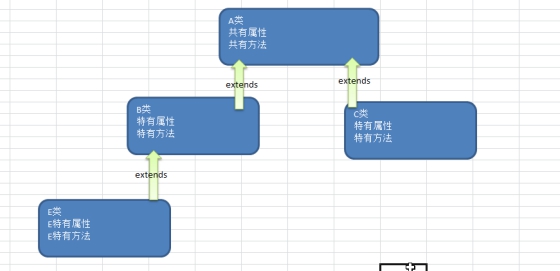 A类
共有属性
共有方法
extends
extends
B类
特有属性
特有方法
C类
特有属性
特有方法
extends
E类
E特有属性
E特有方法